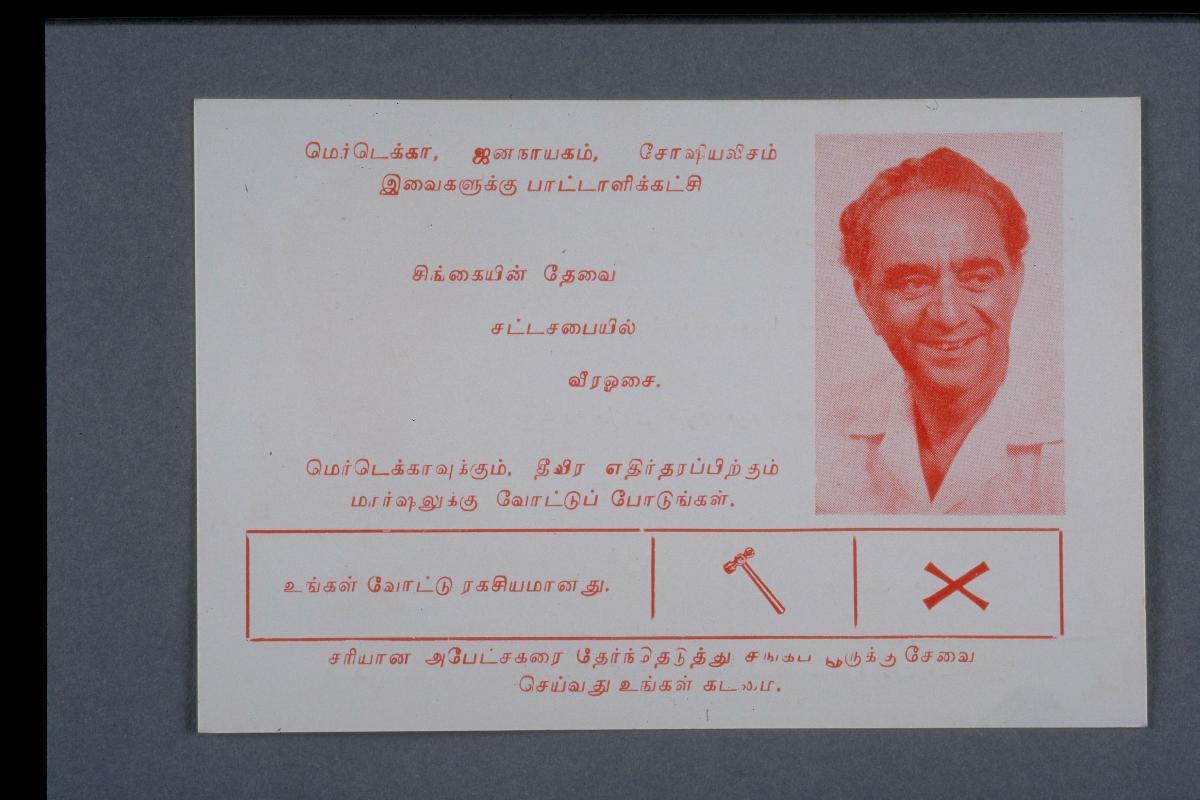 மெர்டெக்கா, ஜனநாயகம், சோஷியலிசம்
இவைகளுக்கு பாட்டாளிக்கட்சி
சிங்கையின் தேவை
சட்டசபையில்
வீரஓசை.
மெர்டெக்காவுக்கும், தீவிர எதிர்தரப்பிற்கும்
மார்ஷலுக்கு வோட்டுப் போடுங்கள்.
உங்கள் வோட்டு ரகசியமானது.
சரியான அபேட்சகரை தேர்ந்தெடுத்து சேவை
செய்வது உங்கள் கடமை.